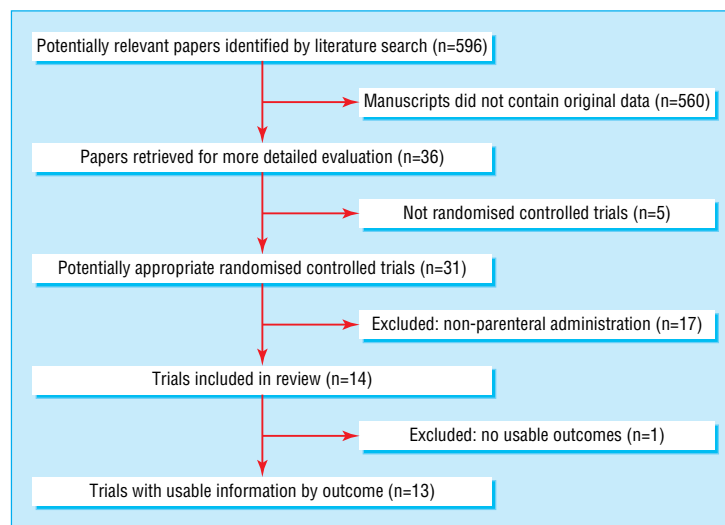 Potentially relevant papers identified by literature search (n=596)
Manuscripts did not contain original data (n=560)
Papers retrieved for more detailed evaluation (n=36)
Not randomised controlled trials (n=5)
Potentially appropriate randomised controlled trials (n=31)
Excluded: non-parenteral administration (n=17)
Trials included in review (n=14)
Excluded: no usable outcomes (n=1)
Trials with usable information by outcome (n=13)